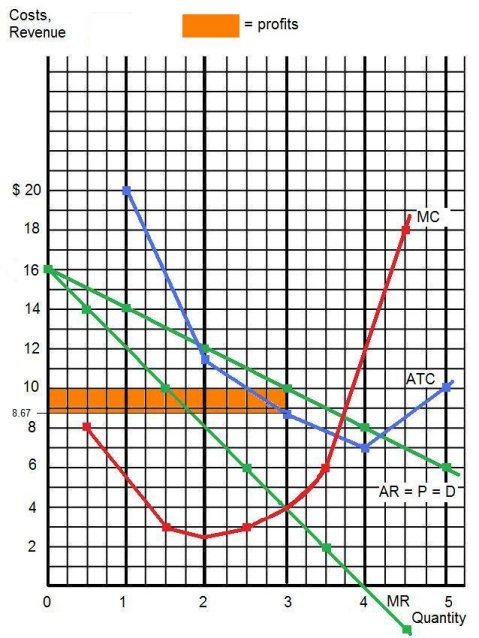 Costs,
Revenue
= profits
$ 20
18
16
14
12
10
8.67
8
6
4
2
MC
ATC
AR = P = D
MR
0
1
2
3
4
5
Quantity